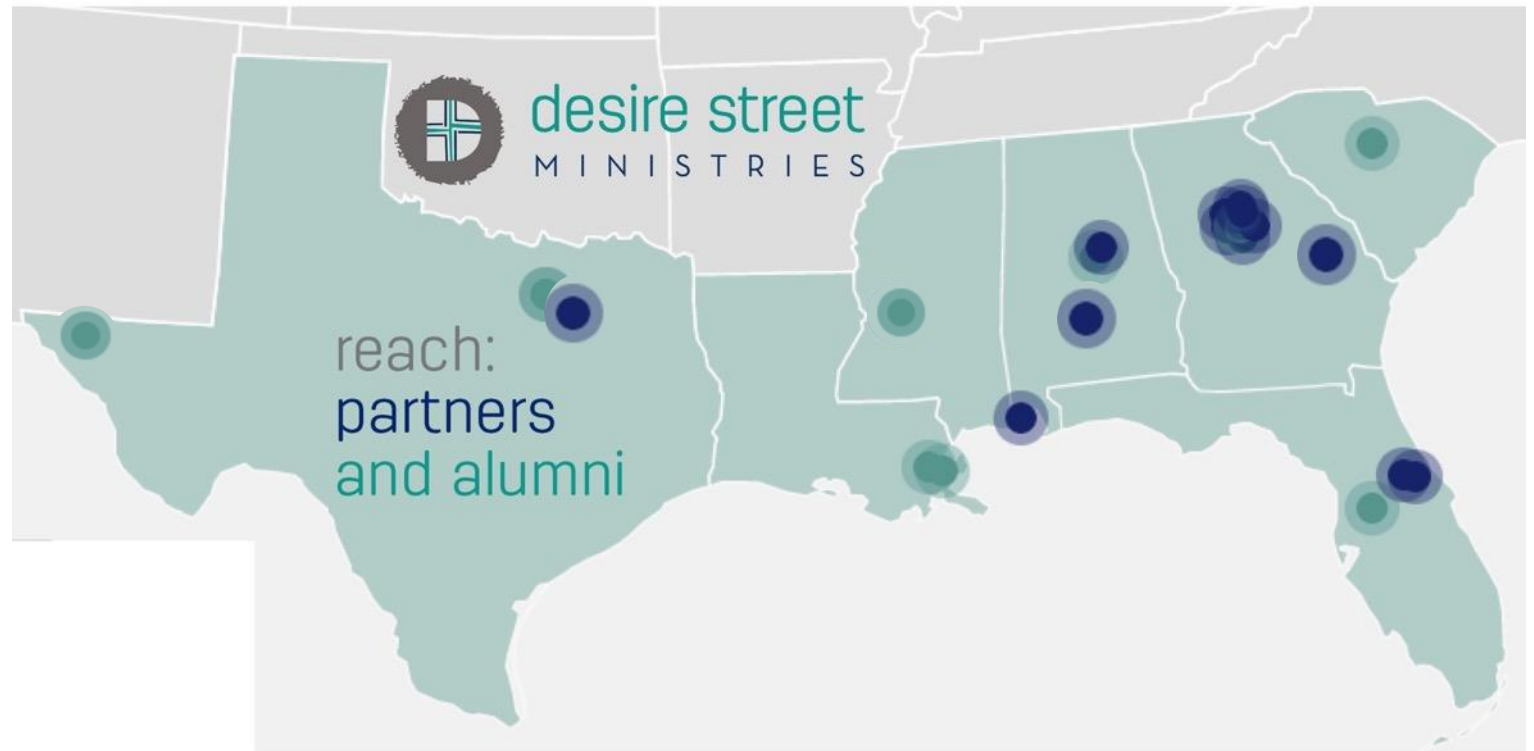 desire street
MINISTRIES
reach:
partners
and alumni